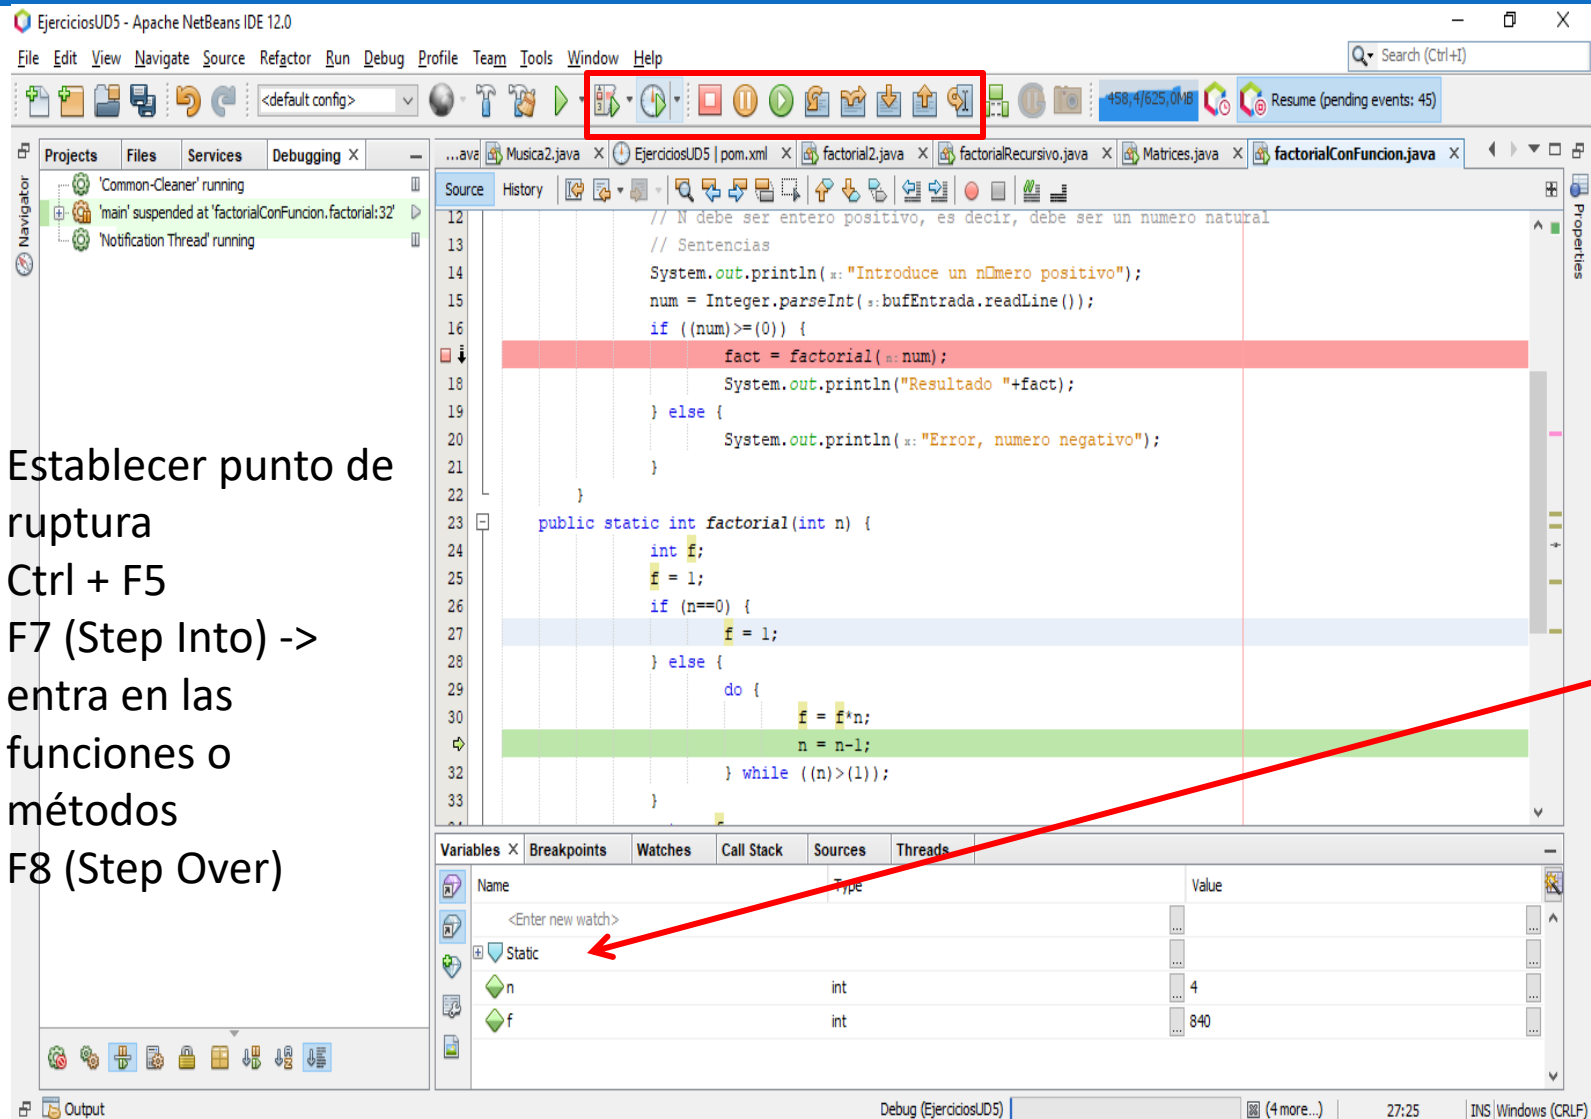 EjerciciosUD5 - Apache NetBeans IDE 12.0
File Edit View Navigate Source Refactor Run Debug Profile Team Tools Window Help
Search (Ctrl+I)
<default config>
458,4/625,0MB
Resume (pending events: 45)
Projects Files Services Debugging X
...ava Musica2.java X EjerciciosUD5 | pom.xml X factorial2.java X factorialRecursivo.java X Matrices.java X factorialConFuncion.java X
Navigator
'Common-Cleaner' running
'main' suspended at 'factorialConFuncion.factorial:32'
'Notification Thread' running
Properties
Source History
12 // N debe ser entero positivo, es decir, debe ser un numero natural
13 // Sentencias
14 System.out.println( x: "Introduce un n□mero positivo");
15 num = Integer.parseInt( s: bufEntrada.readLine());
16 if ((num)>=(0)) {
fact = factorial( n: num);
18 System.out.println("Resultado "+fact);
19 } else {
20 System.out.println( x: "Error, numero negativo");
21 }
22 }
23 public static int factorial(int n) {
24 int f;
25 f = 1;
26 if (n==0) {
27 f = 1;
28 } else {
29 do {
30 f = f*n;
n = n-1;
32 } while ((n)>(1));
33 }
Establecer punto de
ruptura
Ctrl + F5
F7 (Step Into) ->
entra en las
funciones o
métodos
F8 (Step Over)
Variables X Breakpoints Watches Call Stack Sources Threads
Name Type Value
<Enter new watch>
Static
n int 4
f int 840
Output
Debug (EjerciciosUD5)
(4 more...)
27:25
INS Windows (CRLF)